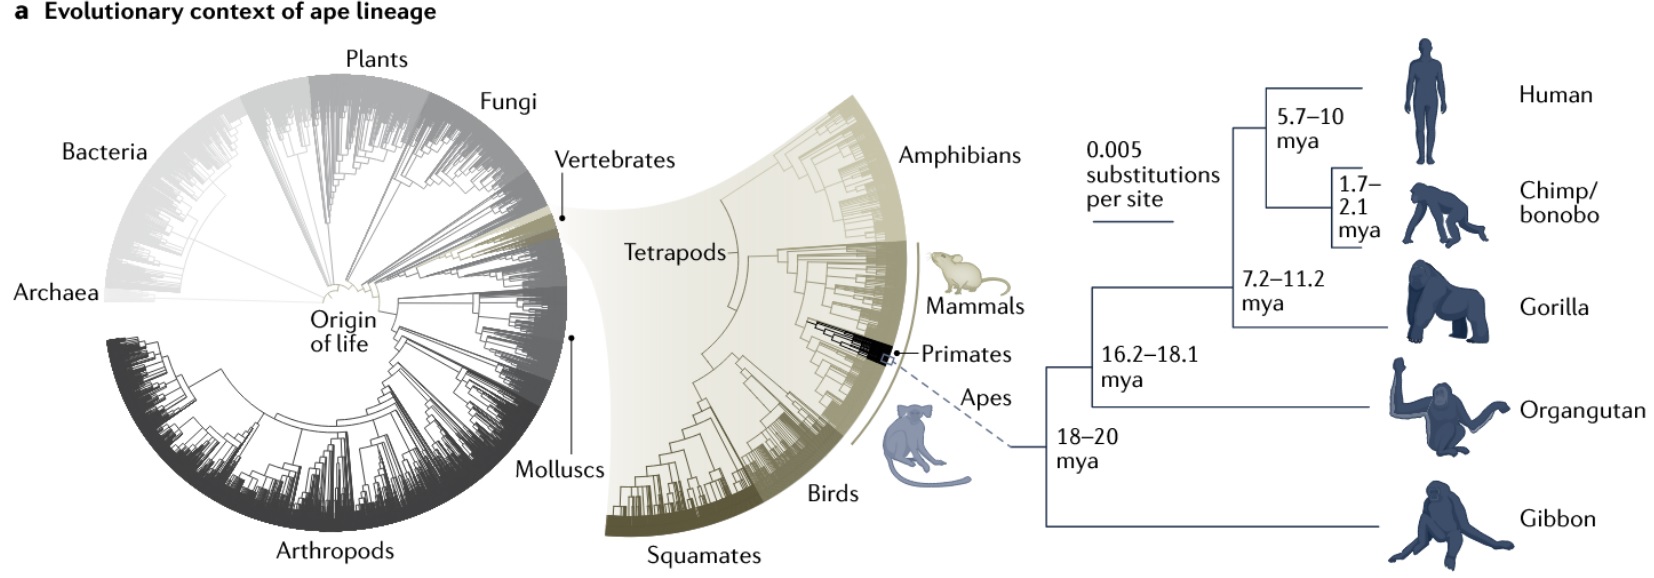 a Evolutionary context of ape lineage
Plants
Fungi
Bacteria
Vertebrates
Archaea
Origin
of life
Molluscs
Arthropods
Amphibians
Tetrapods
Mammals
Primates
Apes
Birds
Squamates
0.005
substitutions
per site
5.7–10
mya
1.7–
2.1
mya
7.2–11.2
mya
16.2–18.1
mya
18–20
mya
Human
Chimp/
bonobo
Gorilla
Organgutan
Gibbon